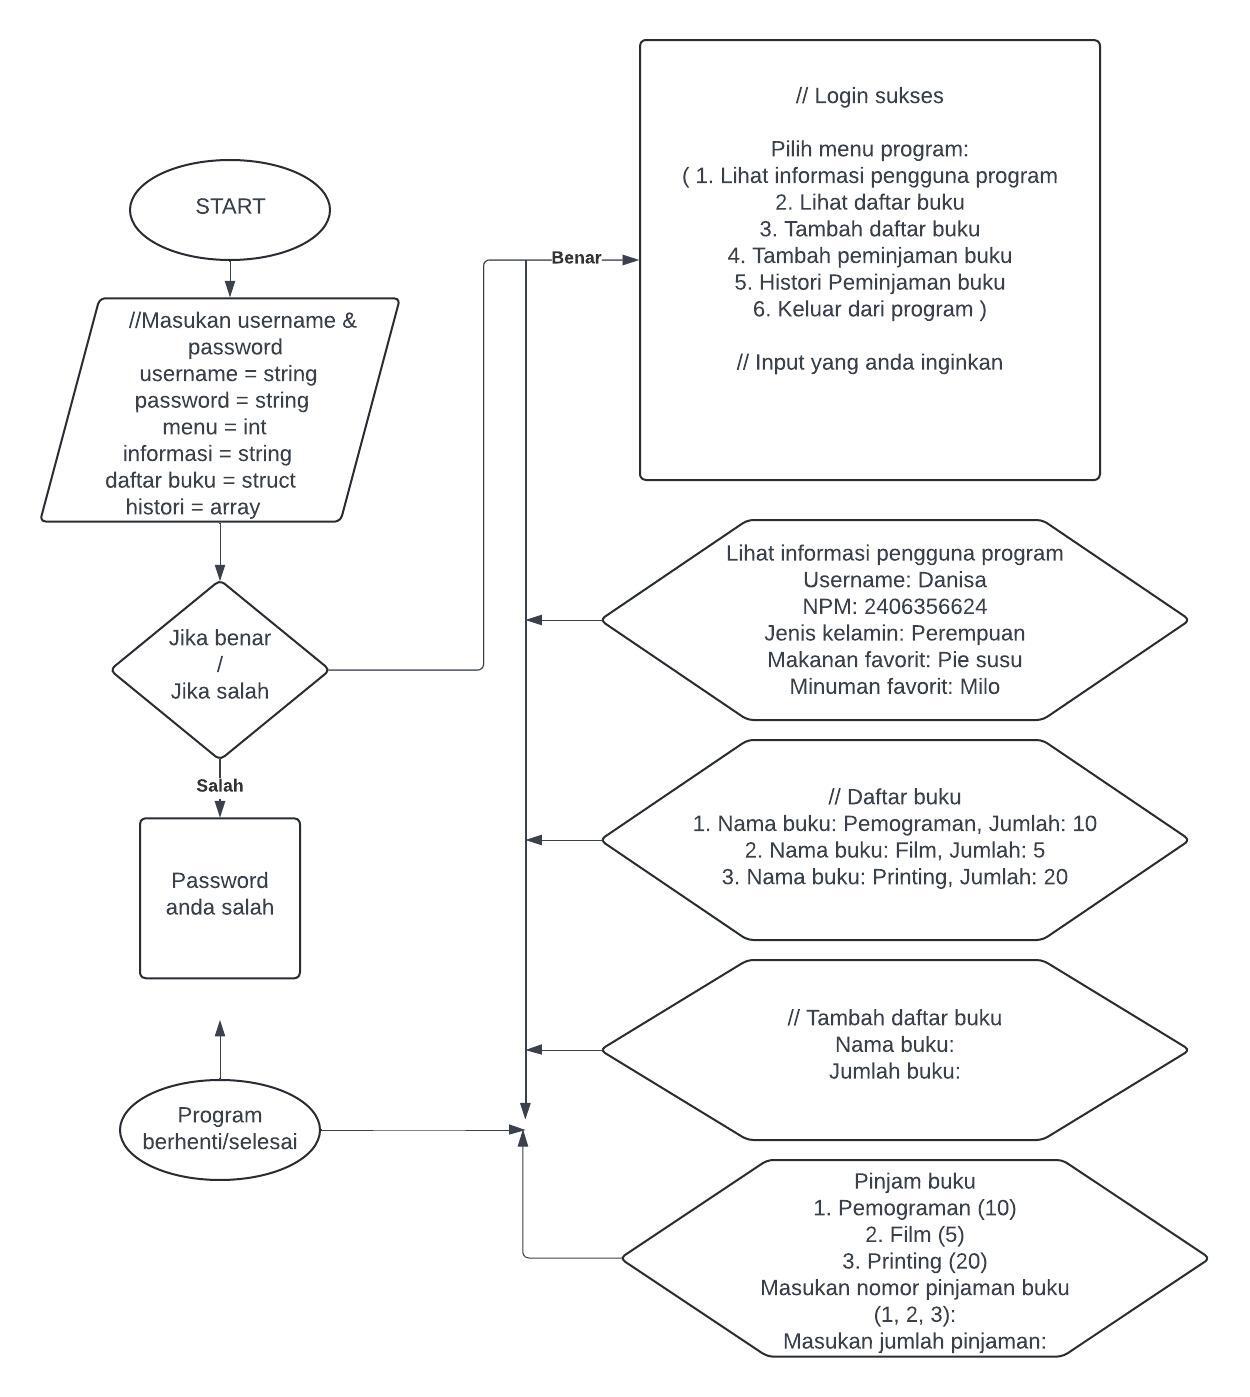 START
//Masukan username &
password
username = string
password = string
menu = int
informasi = string
daftar buku = struct
histori = array
Jika benar
/
Jika salah
Salah
Password
anda salah
Program
berhenti/selesai
Benar
// Login sukses
Pilih menu program:
( 1. Lihat informasi pengguna program
2. Lihat daftar buku
3. Tambah daftar buku
4. Tambah peminjaman buku
5. Histori Peminjaman buku
6. Keluar dari program )
// Input yang anda inginkan
Lihat informasi pengguna program
Username: Danisa
NPM: 2406356624
Jenis kelamin: Perempuan
Makanan favorit: Pie susu
Minuman favorit: Milo
// Daftar buku
1. Nama buku: Pemograman, Jumlah: 10
2. Nama buku: Film, Jumlah: 5
3. Nama buku: Printing, Jumlah: 20
// Tambah daftar buku
Nama buku:
Jumlah buku:
Pinjam buku
1. Pemograman (10)
2. Film (5)
3. Printing (20)
Masukan nomor pinjaman buku
(1, 2, 3):
Masukan jumlah pinjaman: